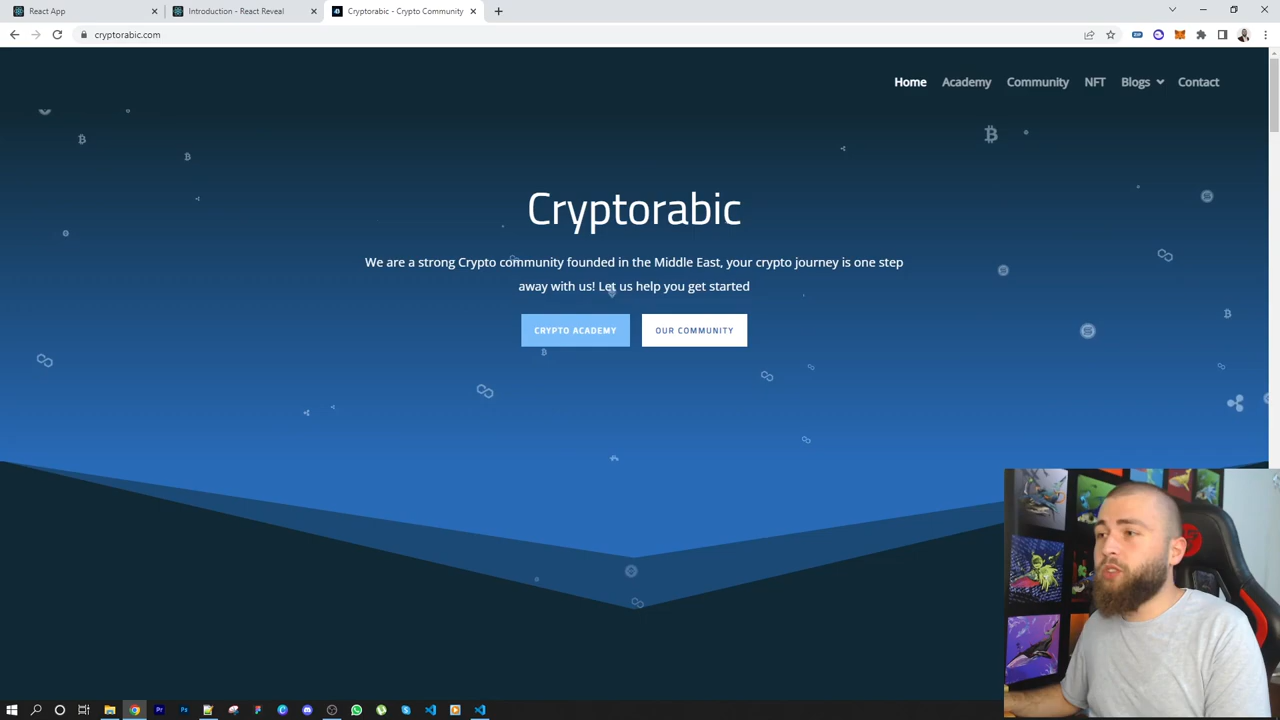 React App
Introduction - React Reveal
Cryptorabic - Crypto Community
cryptorabic.com
Home Academy Community NFT Blogs Contact
Cryptorabic
We are a strong Crypto community founded in the Middle East, your crypto journey is one step
away with us! Let us help you get started
CRYPTO ACADEMY
OUR COMMUNITY
Pr
Ps